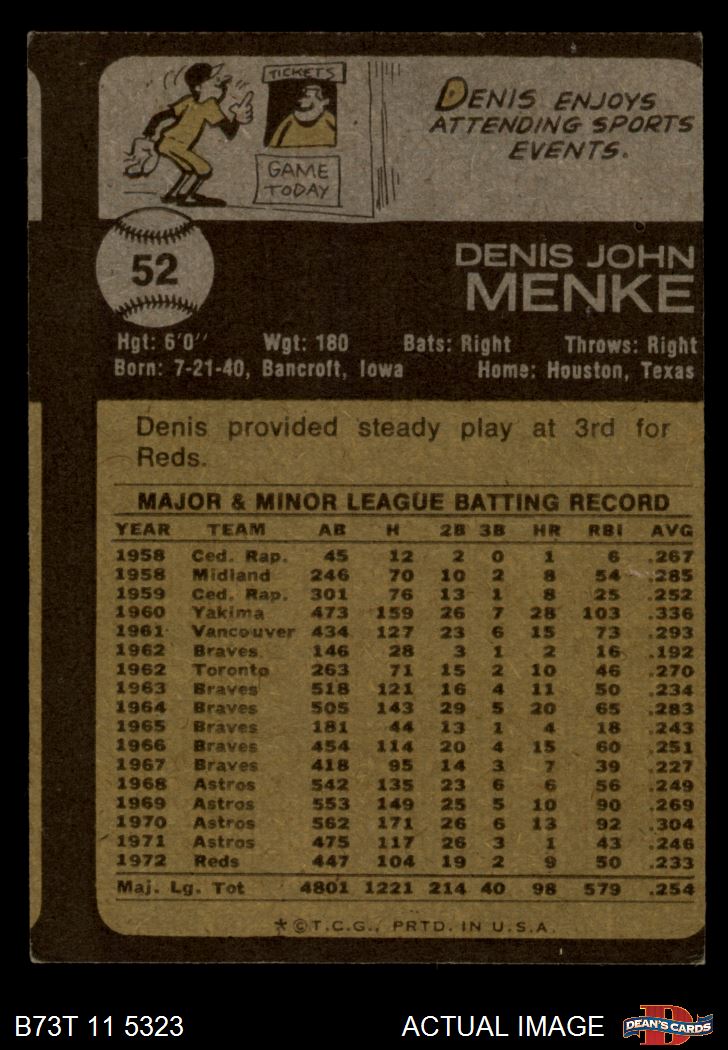 TICKETS
GAME
TODAY
DENIS ENJOYS
ATTENDING SPORTS
EVENTS.
52
DENIS JOHN
MENKE
Hgt: 6'0" Wgt: 180 Bats: Right Throws: Right
Born: 7-21-40, Bancroft, Iowa Home: Houston, Texas
Denis provided steady play at 3rd for
Reds.
MAJOR & MINOR LEAGUE BATTING RECORD
YEAR TEAM AB H 2B 3B HR RBI AVG
1958 Ced. Rap. 45 12 2 0 1 6 .267
1958 Midland 246 70 10 2 8 54 .285
1959 Ced. Rap. 301 76 13 1 8 25 .252
1960 Yakima 473 159 26 7 28 103 .336
1961 Vancouver 434 127 23 6 15 73 .293
1962 Braves 146 28 3 1 2 16 .192
1962 Toronto 263 71 15 2 10 46 .270
1963 Braves 518 121 16 4 11 50 .234
1964 Braves 505 143 29 5 20 65 .283
1965 Braves 181 44 13 1 4 18 .243
1966 Braves 454 114 20 4 15 60 .251
1967 Braves 418 95 14 3 7 39 .227
1968 Astros 542 135 23 6 6 56 .249
1969 Astros 553 149 25 5 10 90 .269
1970 Astros 562 171 26 6 13 92 .304
1971 Astros 475 117 26 3 1 43 .246
1972 Reds 447 104 19 2 9 50 .233
Maj. Lg. Tot 4801 1221 214 40 98 579 .254
*©T.C.G., PRTD. IN U.S.A.
B73T 11 5323 ACTUAL IMAGE
D
DEAN'S CARDS